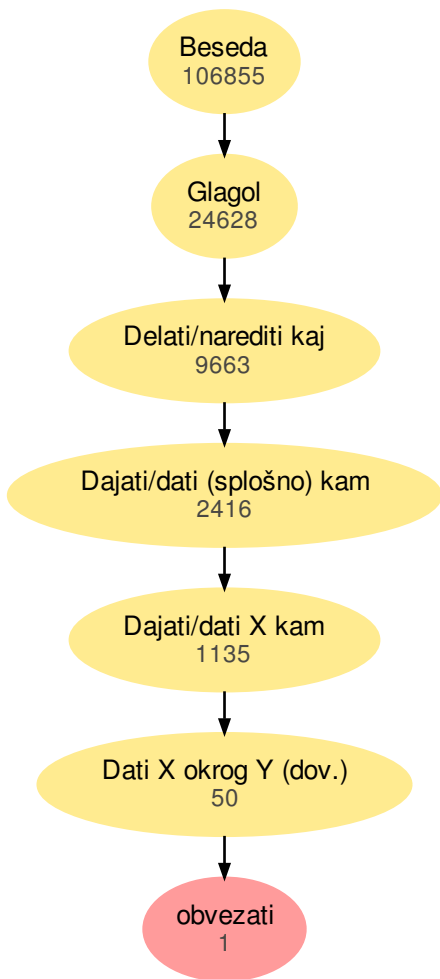 Beseda
106855
Glagol
24628
Delati/narediti kaj
9663
Dajati/dati (splošno) kam
2416
Dajati/dati X kam
1135
Dati X okrog Y (dov.)
50
obvezati
1